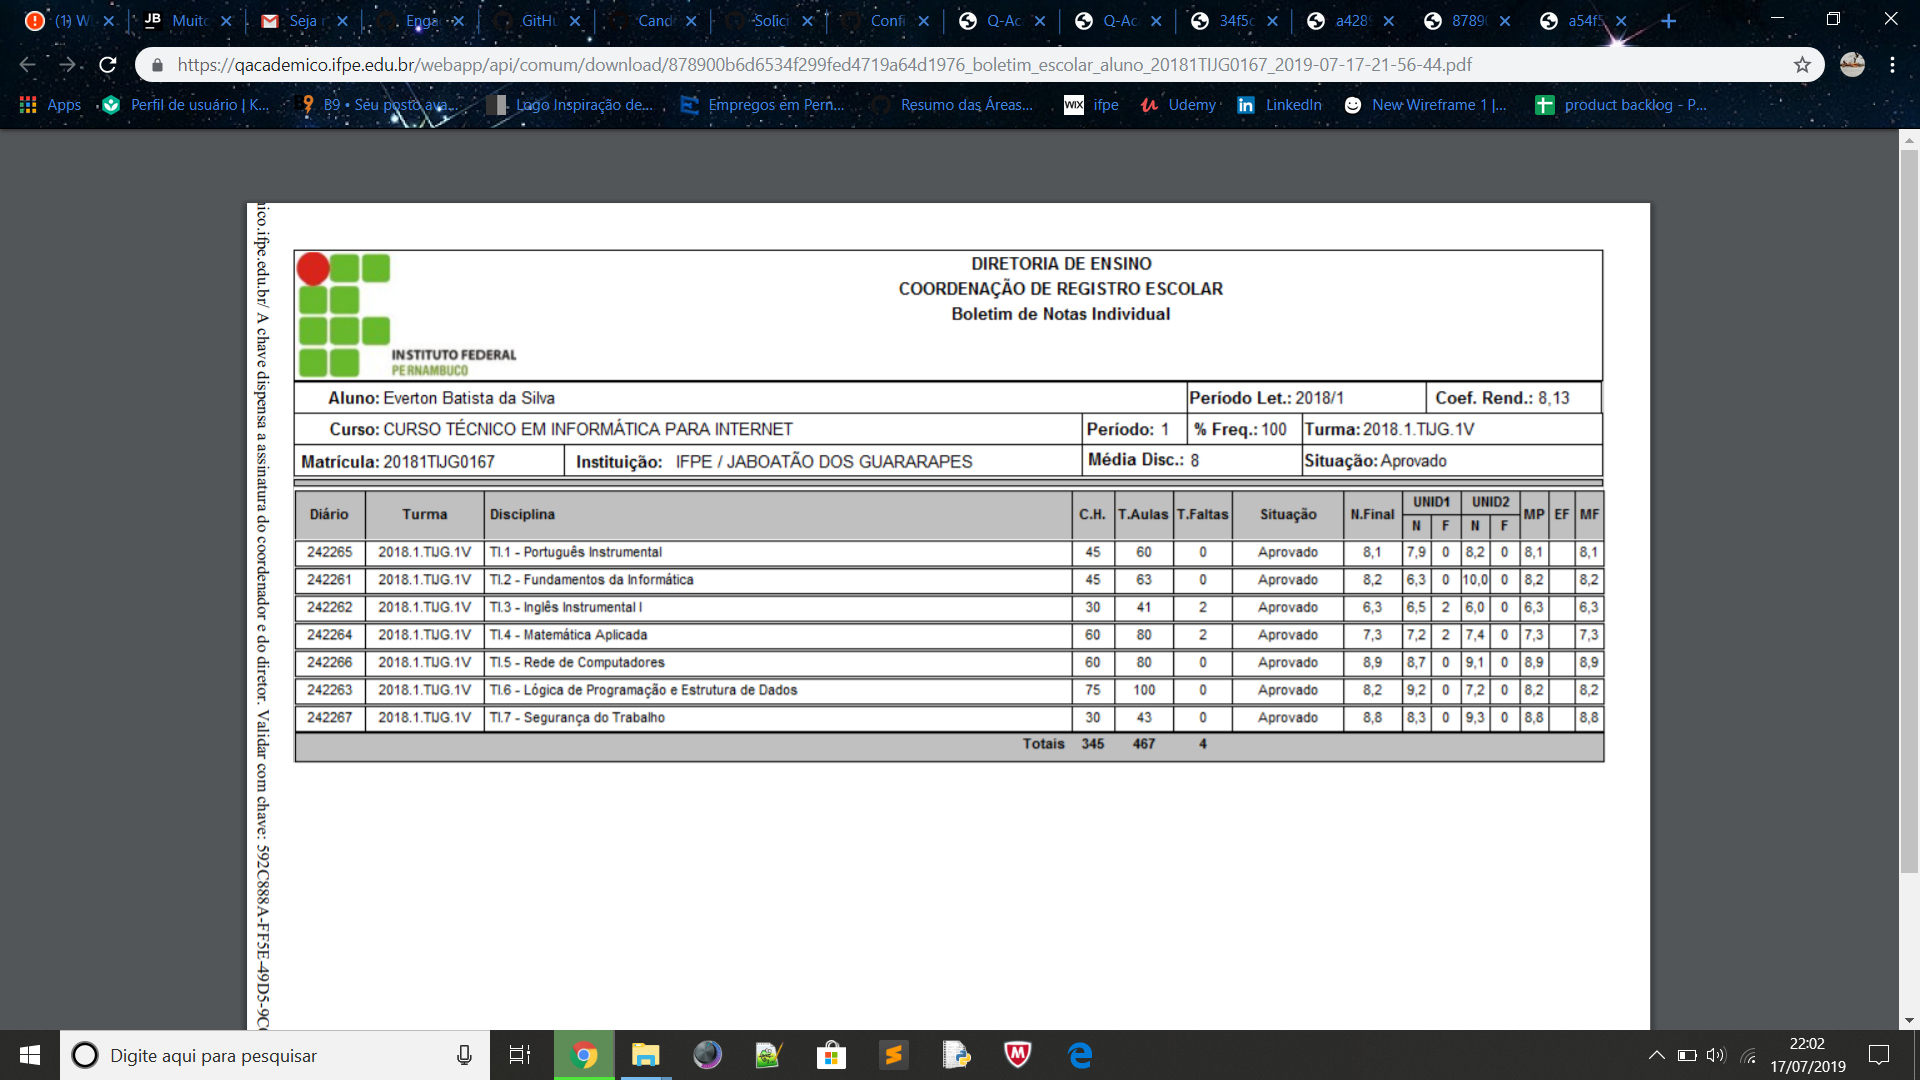 (1) W
JB Muito
Seja r
Enga
GitHu
Cand
Solici
Confi
Q-Ac
Q-Ac
34f5c
a428
8789
a54f5
https://qacademico.ifpe.edu.br/webapp/api/comum/download/878900b6d6534f299fed4719a64d1976_boletim_escolar_aluno_20181TIJG0167_2019-07-17-21-56-44.pdf
Apps
Perfil de usuário | K...
B9 • Seu posto ava...
Logo Inspiração de...
Empregos em Pern...
Resumo das Áreas...
WIX ifpe
Udemy
in LinkedIn
New Wireframe 1 |...
product backlog - P...
nico.ifpe.edu.br/ A chave dispensa a assinatura do coordenador e do diretor. Validar com chave: 592C888A-FF5E-49D5-9C
INSTITUTO FEDERAL
PERNAMBUCO
DIRETORIA DE ENSINO
COORDENAÇÃO DE REGISTRO ESCOLAR
Boletim de Notas Individual
Aluno: Everton Batista da Silva Período Let.: 2018/1 Coef. Rend.: 8,13
Curso: CURSO TÉCNICO EM INFORMÁTICA PARA INTERNET Período: 1 % Freq.: 100 Turma: 2018.1.TIJG.1V
Matrícula: 20181TIJG0167 Instituição: IFPE / JABOATÃO DOS GUARARAPES Média Disc.: 8 Situação: Aprovado
Diário Turma Disciplina C.H. T.Aulas T.Faltas Situação N.Final UNID1 UNID2 MP EF MF
N F N F
242265 2018.1.TIJG.1V TI.1 - Português Instrumental 45 60 0 Aprovado 8,1 7,9 0 8,2 0 8,1 8,1
242261 2018.1.TIJG.1V TI.2 - Fundamentos da Informática 45 63 0 Aprovado 8,2 6,3 0 10,0 0 8,2 8,2
242262 2018.1.TIJG.1V TI.3 - Inglês Instrumental I 30 41 2 Aprovado 6,3 6,5 2 6,0 0 6,3 6,3
242264 2018.1.TIJG.1V TI.4 - Matemática Aplicada 60 80 2 Aprovado 7,3 7,2 2 7,4 0 7,3 7,3
242266 2018.1.TIJG.1V TI.5 - Rede de Computadores 60 80 0 Aprovado 8,9 8,7 0 9,1 0 8,9 8,9
242263 2018.1.TIJG.1V TI.6 - Lógica de Programação e Estrutura de Dados 75 100 0 Aprovado 8,2 9,2 0 7,2 0 8,2 8,2
242267 2018.1.TIJG.1V TI.7 - Segurança do Trabalho 30 43 0 Aprovado 8,8 8,3 0 9,3 0 8,8 8,8
Totais 345 467 4
Digite aqui para pesquisar
22:02
17/07/2019